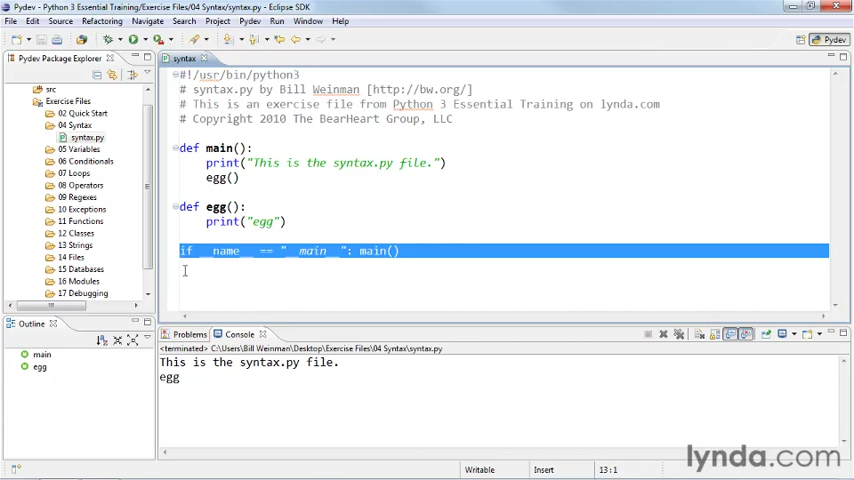 Pydev - Python 3 Essential Training/Exercise Files/04 Syntax/syntax.py - Eclipse SDK
File Edit Source Refactoring Navigate Search Project Pydev Run Window Help
Pydev
Pydev Package Explorer
src
Exercise Files
02 Quick Start
04 Syntax
syntax.py
05 Variables
06 Conditionals
07 Loops
08 Operators
09 Regexes
10 Exceptions
11 Functions
12 Classes
13 Strings
14 Files
15 Databases
16 Modules
17 Debugging
Outline
main
egg
syntax
#!/usr/bin/python3
# syntax.py by Bill Weinman [http://bw.org/]
# This is an exercise file from Python 3 Essential Training on lynda.com
# Copyright 2010 The BearHeart Group, LLC
def main():
print("This is the syntax.py file.")
egg()
def egg():
print("egg")
if __name__ == "__main__": main()
Problems Console
<terminated> C:\Users\Bill Weinman\Desktop\Exercise Files\04 Syntax\syntax.py
This is the syntax.py file.
egg
Writable Insert 13:1
lynda.com